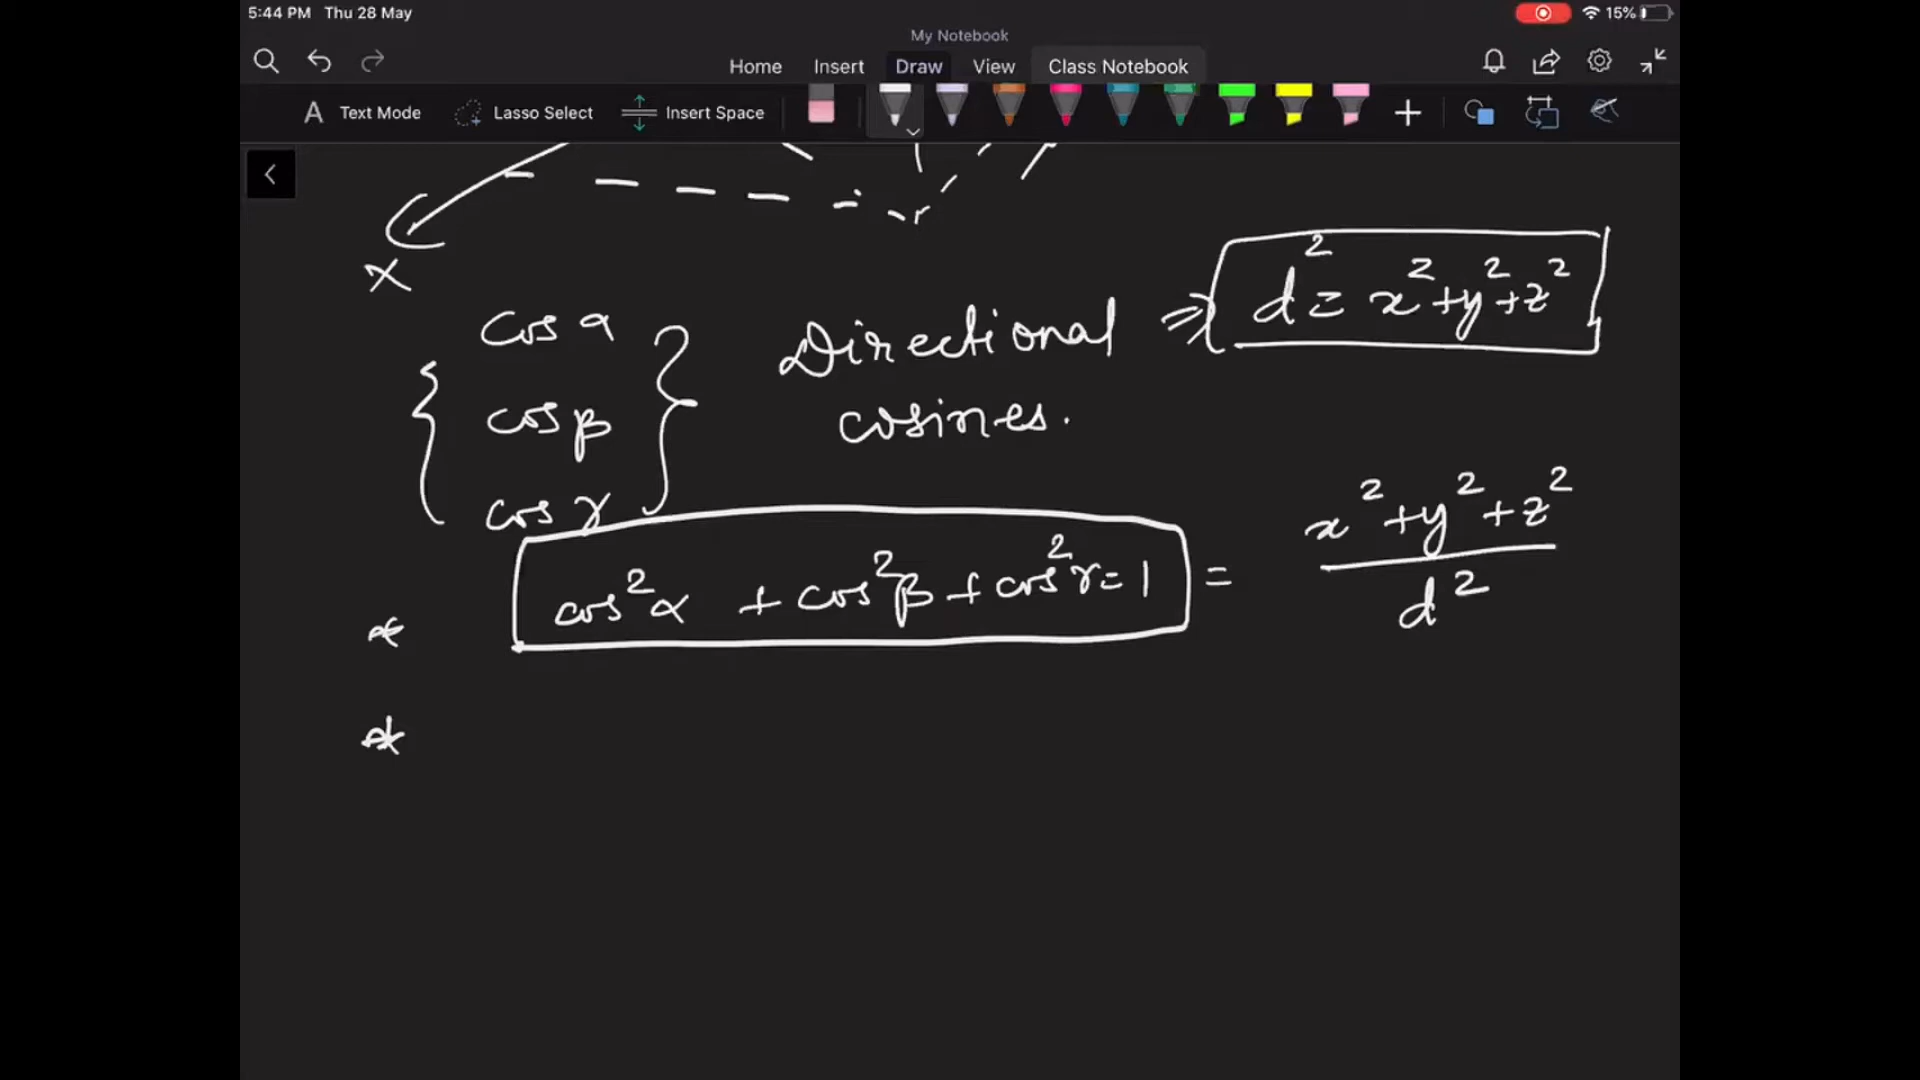 5:44 PM Thu 28 May 15%
My Notebook
Home Insert Draw View Class Notebook
A Text Mode Lasso Select Insert Space
X
d² = x²+y²+z²
cos α
Directional ⇒
cos β
cosines.
cos γ
x²+y²+z²
* cos²α + cos²β + cos²γ = 1 =
d²
*